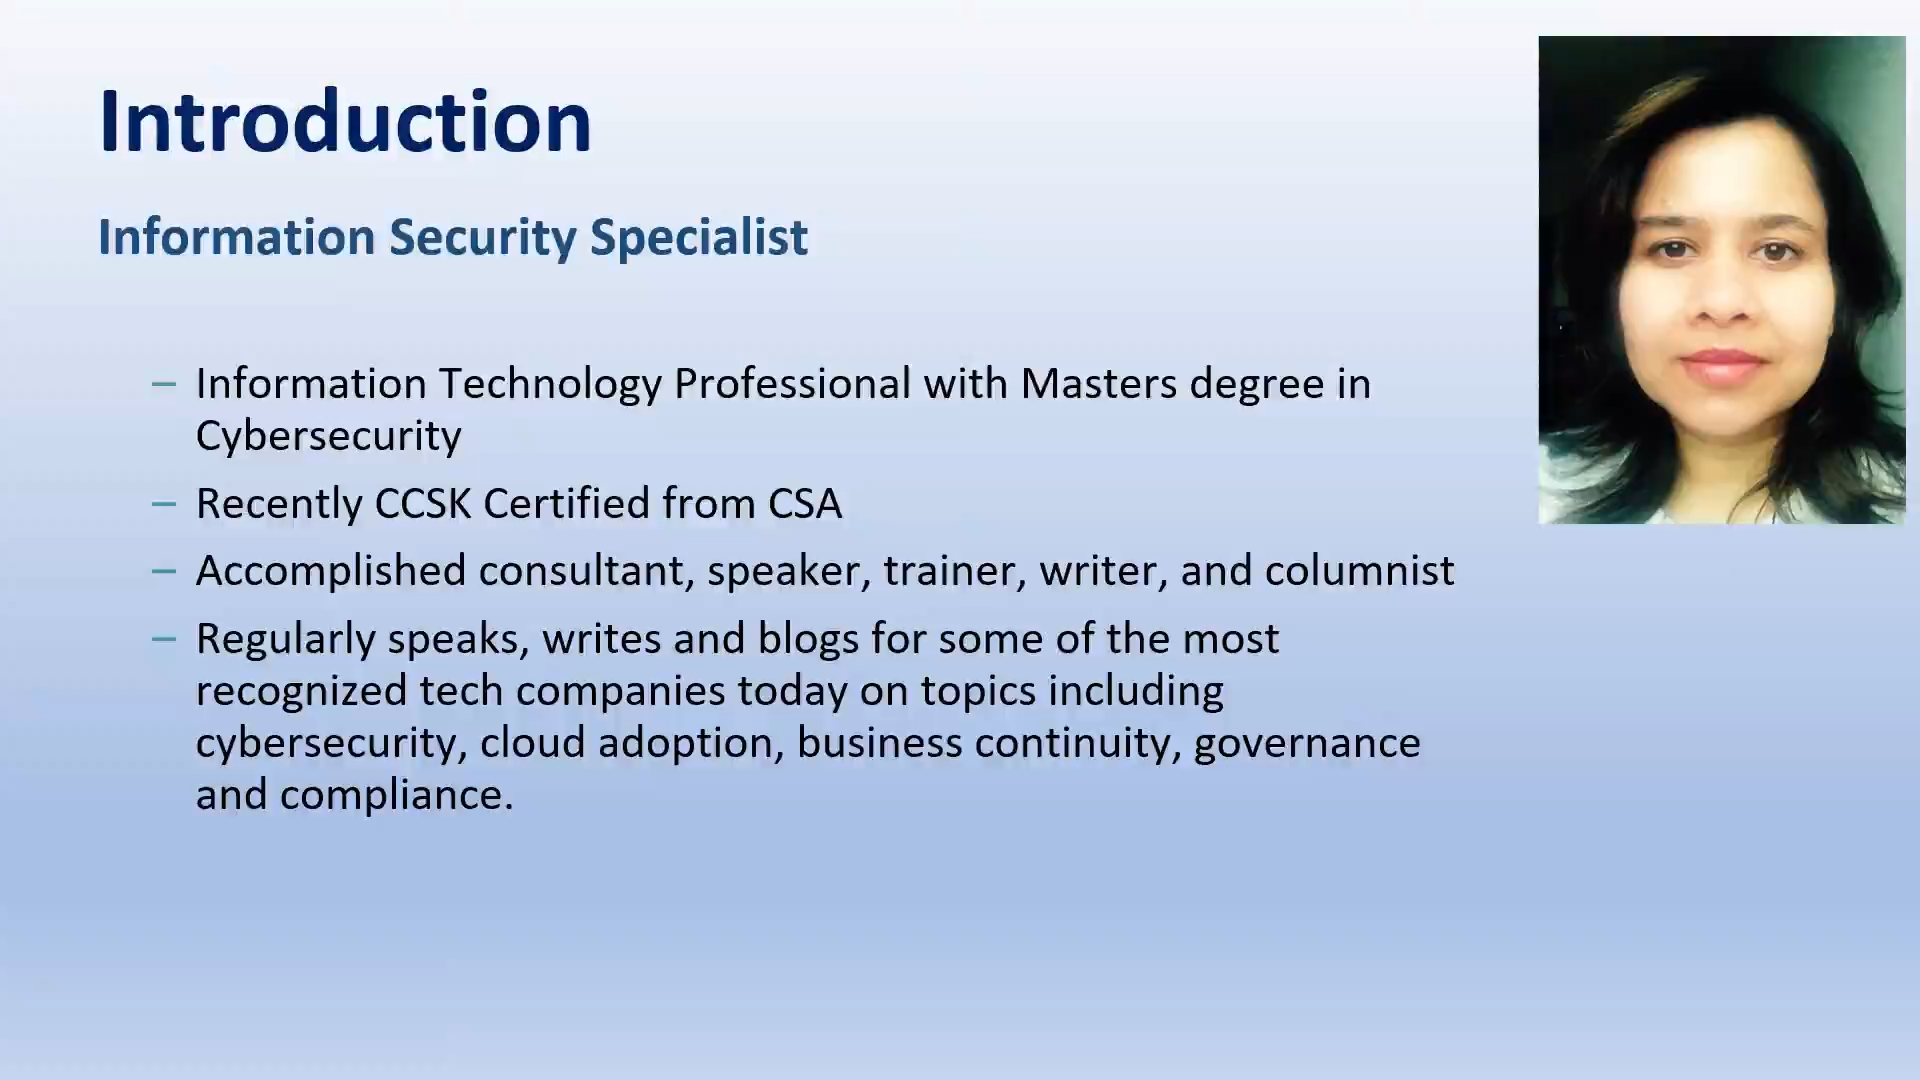 Introduction
Information Security Specialist
– Information Technology Professional with Masters degree in
Cybersecurity
– Recently CCSK Certified from CSA
– Accomplished consultant, speaker, trainer, writer, and columnist
– Regularly speaks, writes and blogs for some of the most
recognized tech companies today on topics including
cybersecurity, cloud adoption, business continuity, governance
and compliance.